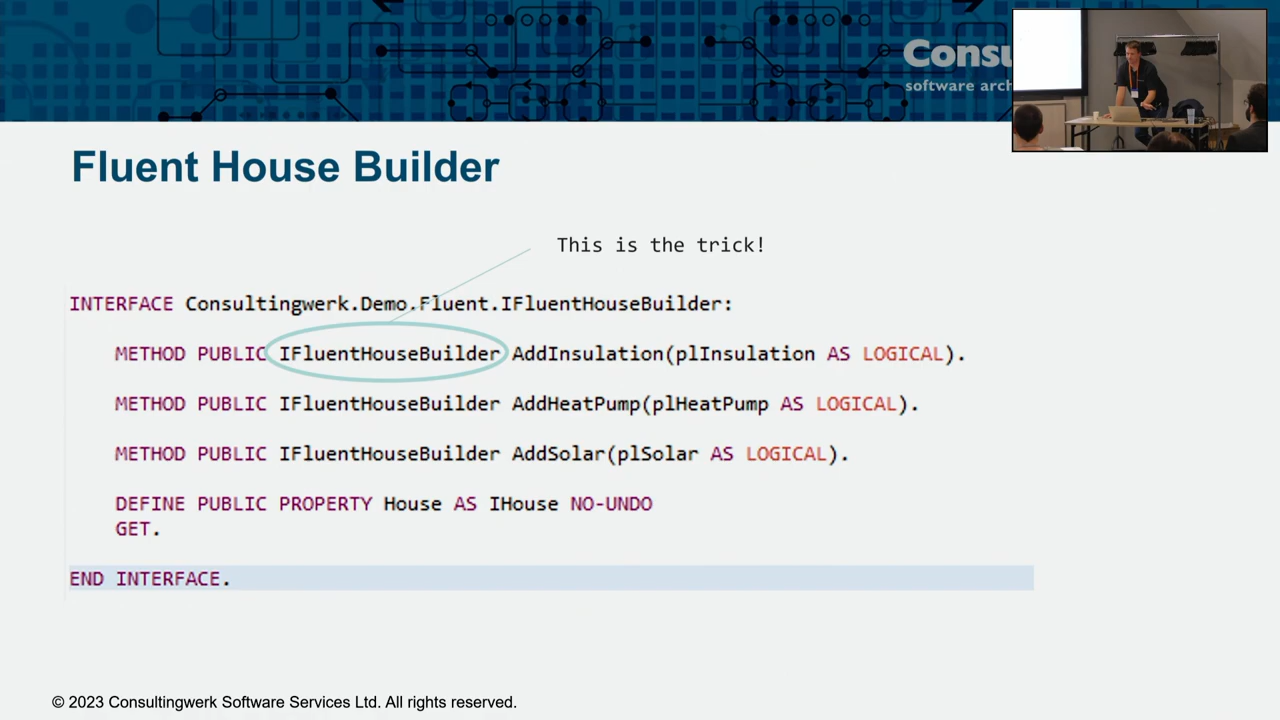 software
Fluent House Builder
This is the trick!
INTERFACE Consultingwerk.Demo.Fluent.IFluentHouseBuilder:
METHOD PUBLIC IFluentHouseBuilder AddInsulation(plInsulation AS LOGICAL).
METHOD PUBLIC IFluentHouseBuilder AddHeatPump(plHeatPump AS LOGICAL).
METHOD PUBLIC IFluentHouseBuilder AddSolar(plSolar AS LOGICAL).
DEFINE PUBLIC PROPERTY House AS IHouse NO-UNDO
GET.
END INTERFACE.
© 2023 Consultingwerk Software Services Ltd. All rights reserved.